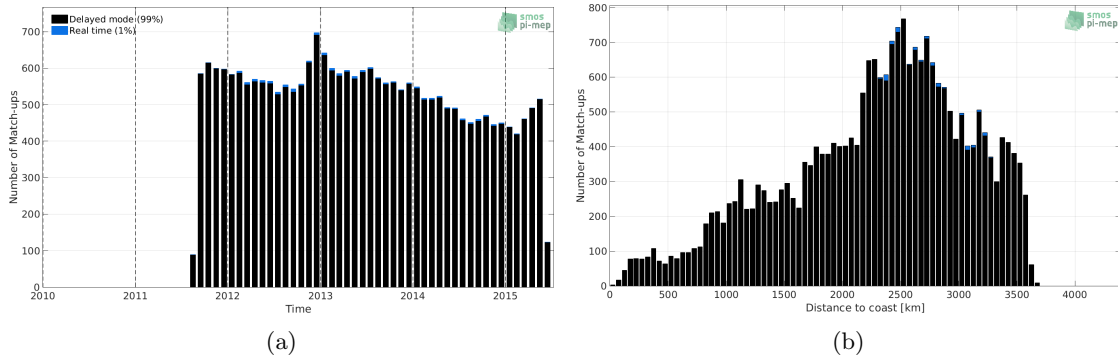 Delayed mode (99%)
Real time (1%)
smos
pi-mep
Number of Match-ups
700
600
500
400
300
200
100
0
2010 2011 2012 2013 2014 2015
Time
(a)
smos
pi-mep
Number of Match-ups
800
700
600
500
400
300
200
100
0
0 500 1000 1500 2000 2500 3000 3500 4000
Distance to coast [km]
(b)